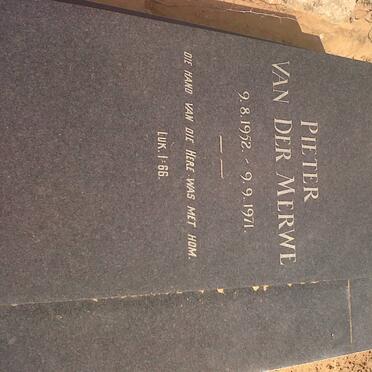 PIETER
VAN DER MERWE
9.8.1952. - 9.9.1971.
DIE HAND VAN DIE HERE WAS MET HOM.
LUK. 1:66.